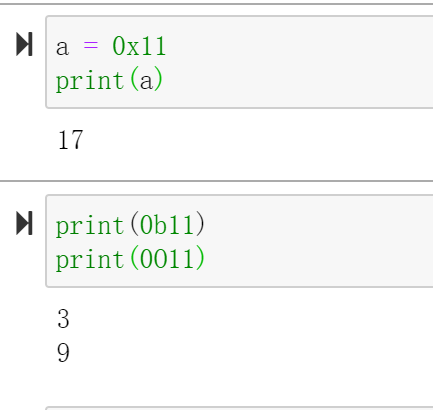 a = 0x11
print(a)
17
print(0b11)
print(0O11)
3
9